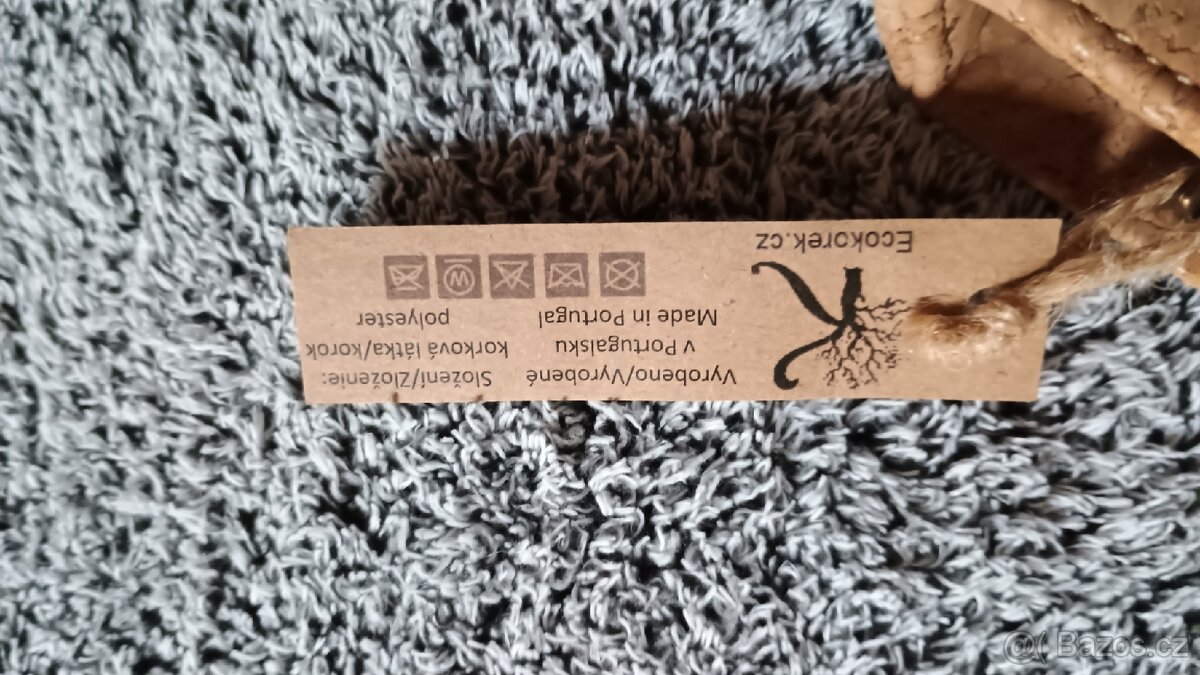 Ecokorek.cz
Vyrobeno/Vyrobené
v Portugalsku
Made in Portugal
Složení/Zloženie:
korková látka/korok
polyester
W
Bazos.cz